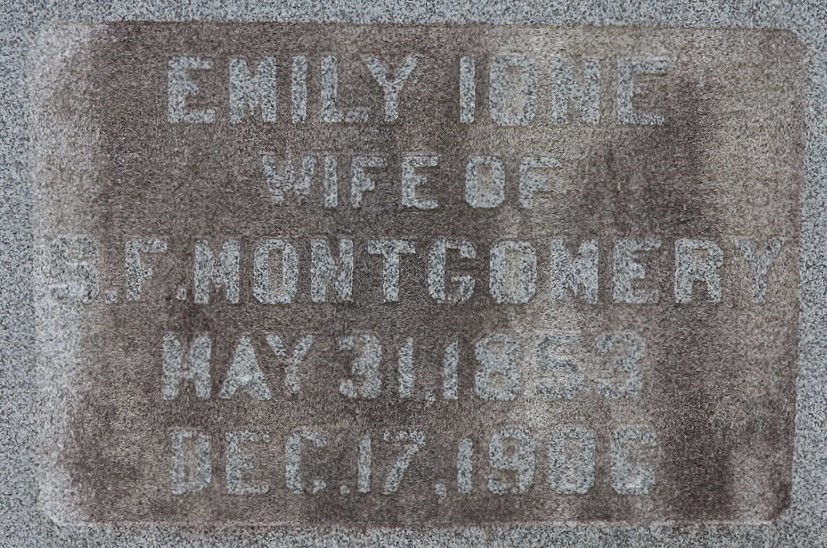 EMILY IONE
WIFE OF
S.F. MONTGOMERY
MAY 31, 1853
DEC. 17, 1906